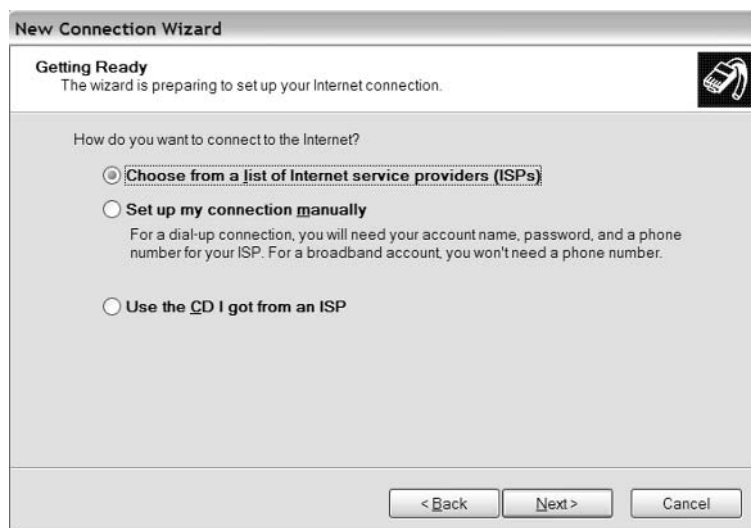 New Connection Wizard
Getting Ready
The wizard is preparing to set up your Internet connection.
How do you want to connect to the Internet?
Choose from a list of Internet service providers (ISPs)
Set up my connection manually
For a dial-up connection, you will need your account name, password, and a phone
number for your ISP. For a broadband account, you won't need a phone number.
Use the CD I got from an ISP
< Back Next > Cancel